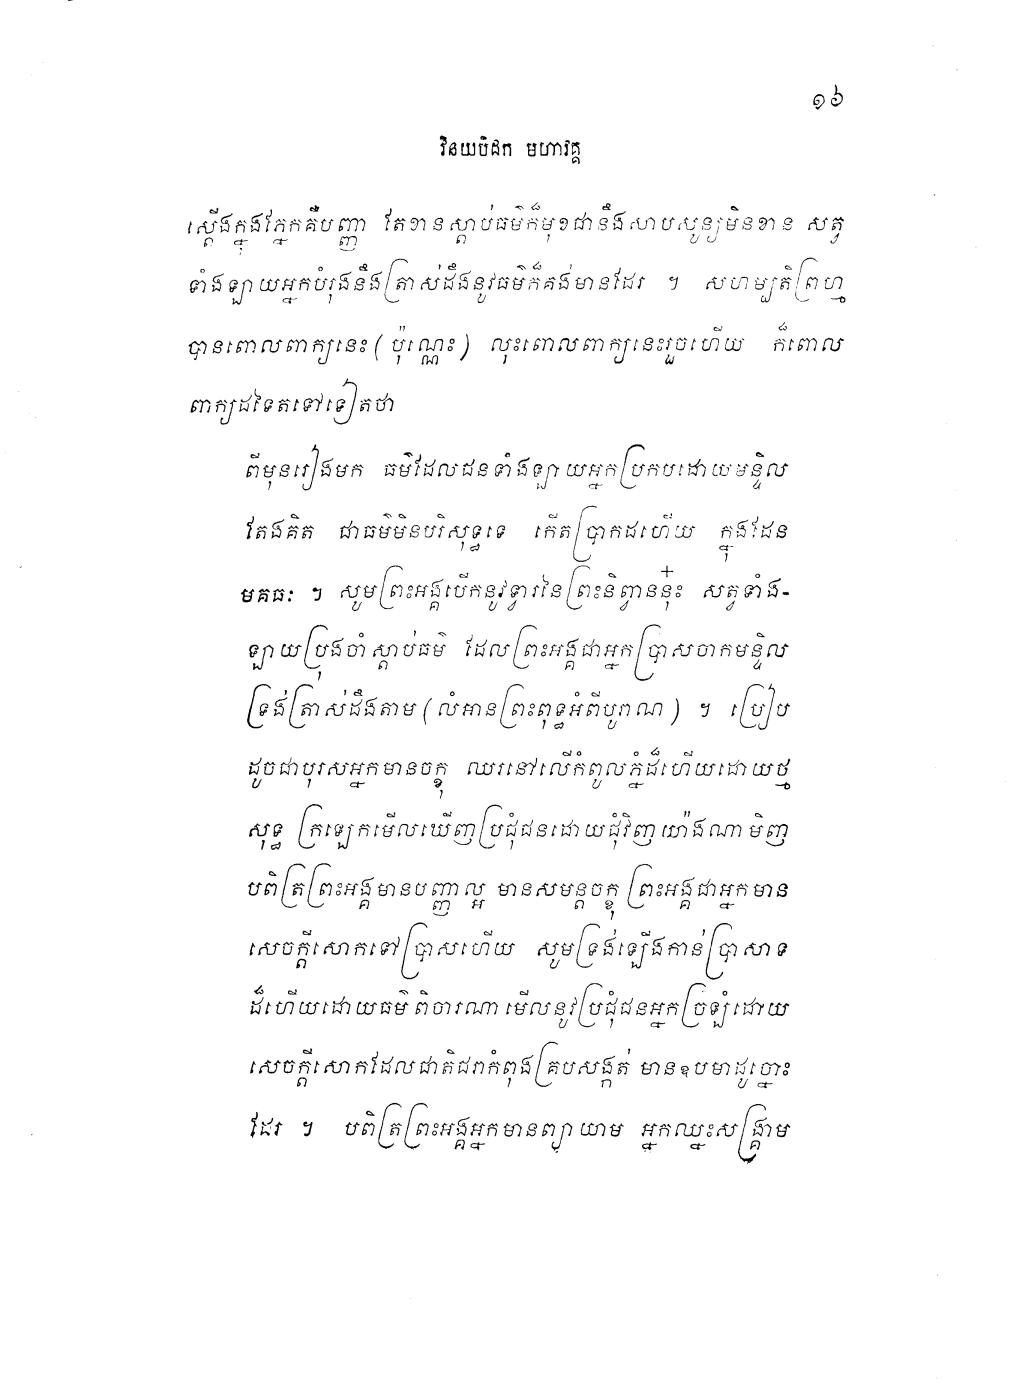 ១៦
វិនយបិដក មហាវគ្គ
ស្តើងក្នុងភ្នែកគឺបញ្ញា តែខានស្តាប់ធម៌ក៏មុខជានឹងសាបសូន្យមិនខាន សត្វ
ទាំងឡាយអ្នកបំរុងនឹងត្រាស់ដឹងនូវធម៌ក៏គង់មានដែរ ។ សហម្បតិព្រហ្ម
បានពោលពាក្យនេះ (ប៉ុណ្ណេះ) លុះពោលពាក្យនេះរួចហើយ ក៏ពោល
ពាក្យដទៃតទៅទៀតថា
ពីមុនរៀងមក ធម៌ដែលជនទាំងឡាយអ្នកប្រកបដោយមន្ទិល
តែងគិត ជាធម៌មិនបរិសុទ្ធទេ កើតប្រាកដហើយ ក្នុងដែន
មគធៈ ។ សូមព្រះអង្គបើកនូវទ្វារនៃព្រះនិព្វាននុ៎ះ សត្វទាំង-
ឡាយប្រុងចាំស្តាប់ធម៌ ដែលព្រះអង្គជាអ្នកប្រាសចាកមន្ទិល
ទ្រង់ត្រាស់ដឹងតាម (លំអានព្រះពុទ្ធអំពីបូរាណ) ។ ប្រៀប
ដូចជាបុរសអ្នកមានចក្ខុ ឈរនៅលើកំពូលភ្នំដ៏ហើយដោយថ្ម
សុទ្ធ ក្រឡេកមើលឃើញប្រជុំជនដោយជុំវិញយ៉ាងណាមិញ
បពិត្រព្រះអង្គមានបញ្ញាល្អ មានសមន្តចក្ខុ ព្រះអង្គជាអ្នកមាន
សេចក្តីសោកទៅប្រាសហើយ សូមទ្រង់ឡើងកាន់ប្រាសាទ
ដ៏ហើយដោយធម៌ ពិចារណាមើលនូវប្រជុំជនអ្នកច្រឡំដោយ
សេចក្តីសោកដែលជាតិជរាកំពុងគ្របសង្កត់ មានឧបមាដូច្នោះ
ដែរ ។ បពិត្រព្រះអង្គអ្នកមានព្យាយាម អ្នកឈ្នះសង្គ្រាម